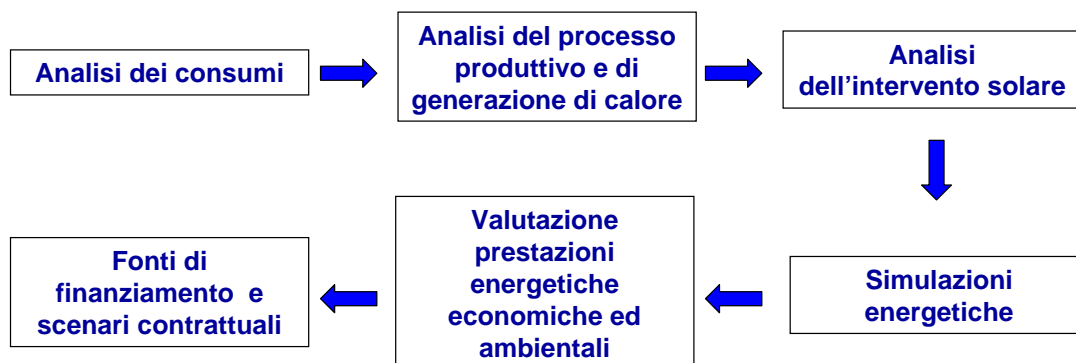 Analisi dei consumi
Analisi del processo
produttivo e di
generazione di calore
Analisi
dell'intervento solare
Simulazioni
energetiche
Valutazione
prestazioni
energetiche
economiche ed
ambientali
Fonti di
finanziamento e
scenari contrattuali